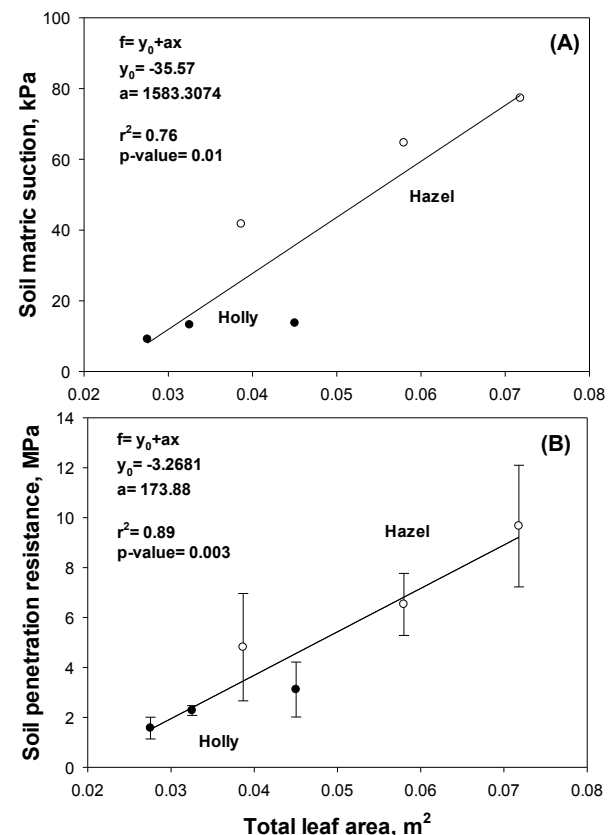 (A)
f= y₀+ax
y₀= -35.57
a= 1583.3074
r²= 0.76
p-value= 0.01
Soil matric suction, kPa
100
80
60
40
20
0
Hazel
Holly
0.02 0.03 0.04 0.05 0.06 0.07 0.08
(B)
f= y₀+ax
y₀= -3.2681
a= 173.88
r²= 0.89
p-value= 0.003
Soil penetration resistance, MPa
14
12
10
8
6
4
2
0
Hazel
Holly
0.02 0.03 0.04 0.05 0.06 0.07 0.08
Total leaf area, m²